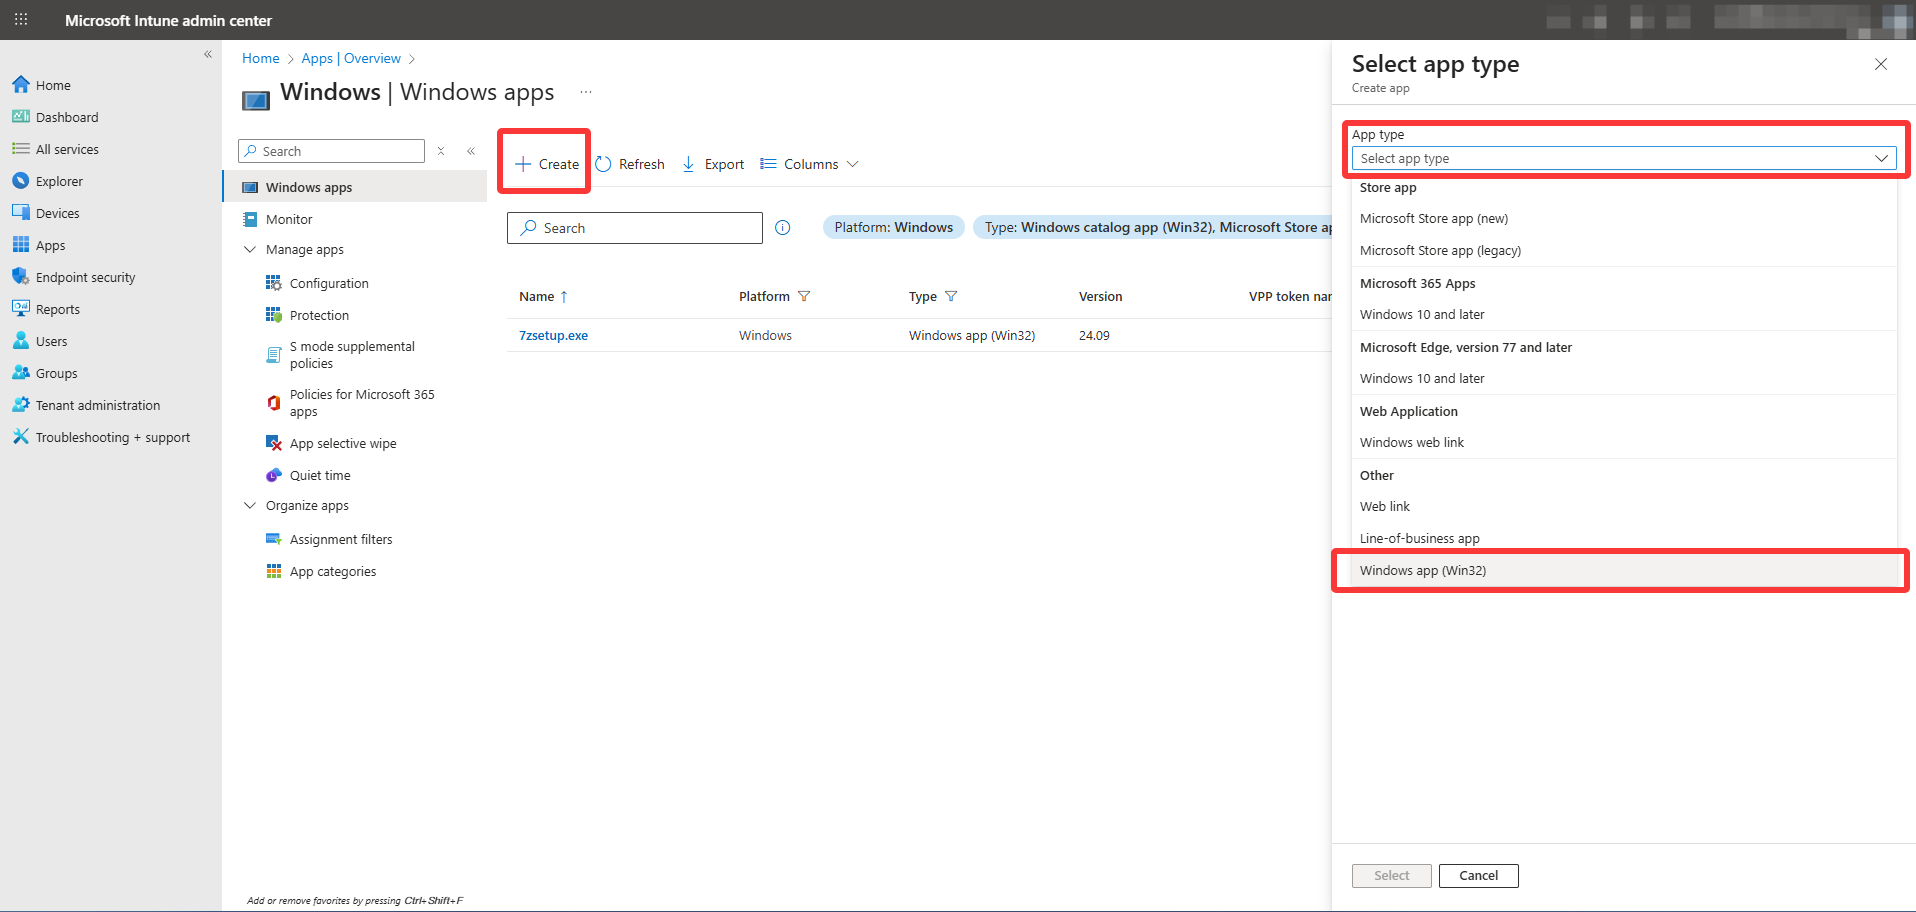 Microsoft Intune admin center
Home
Dashboard
All services
Explorer
Devices
Apps
Endpoint security
Reports
Users
Groups
Tenant administration
Troubleshooting + support
Home > Apps | Overview >
Windows | Windows apps ...
Search
Windows apps
Monitor
Manage apps
Configuration
Protection
S mode supplemental
policies
Policies for Microsoft 365
apps
App selective wipe
Quiet time
Organize apps
Assignment filters
App categories
Add or remove favorites by pressing Ctrl+Shift+F
Create Refresh Export Columns
Search
Platform: Windows Type: Windows catalog app (Win32), Microsoft Store ap
Name ↑ Platform Type Version VPP token nar
7zsetup.exe Windows Windows app (Win32) 24.09
Select app type
Create app
App type
Select app type
Store app
Microsoft Store app (new)
Microsoft Store app (legacy)
Microsoft 365 Apps
Windows 10 and later
Microsoft Edge, version 77 and later
Windows 10 and later
Web Application
Windows web link
Other
Web link
Line-of-business app
Windows app (Win32)
Select Cancel